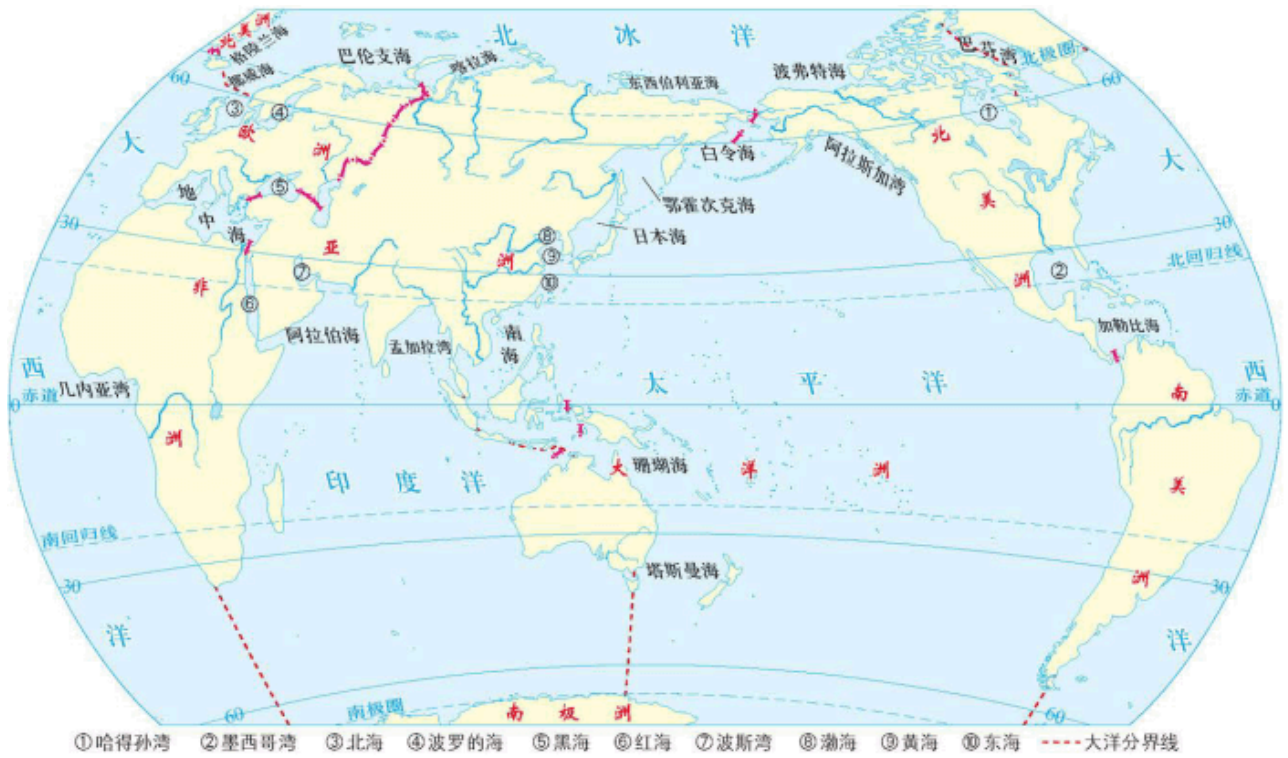 北美洲
北 冰 洋
格陵兰海
挪威海
巴伦支海
喀拉海
东西伯利亚海
波弗特海
巴芬湾
北极圈
60
60
①
③
④
欧
洲
北
大
大
白令海
阿拉斯加湾
⑤
地
中
海
美
鄂霍次克海
30
30
亚
洲
⑧
⑨
⑩
日本海
北回归线
⑦
②
洲
非
⑥
阿拉伯海
孟加拉湾
南
海
加勒比海
西
西
太 平 洋
几内亚湾
赤道
0
赤道
0
南
洲
大 洋 洲
珊瑚海
印 度 洋
美
南回归线
塔斯曼海
洲
30
30
洋
洋
60
南极圈
南 极 洲
60
①哈得孙湾 ②墨西哥湾 ③北海 ④波罗的海 ⑤黑海 ⑥红海 ⑦波斯湾 ⑧渤海 ⑨黄海 ⑩东海 大洋分界线